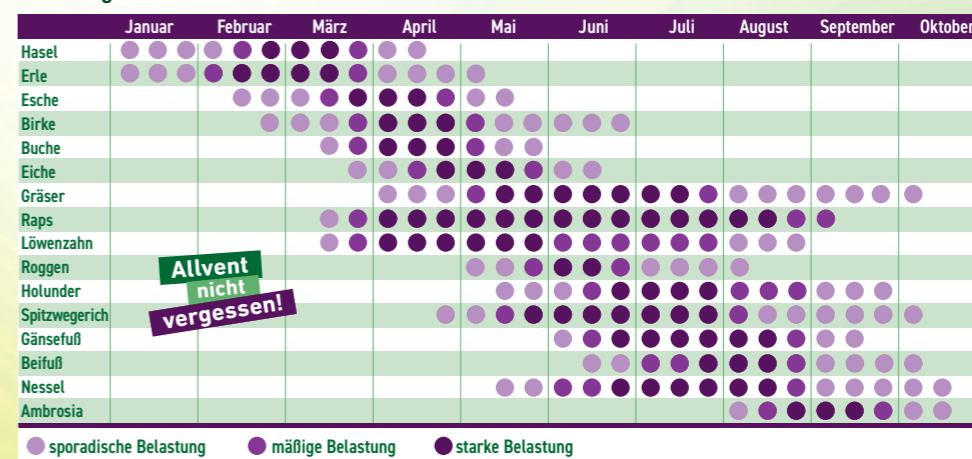 Januar Februar März April Mai Juni Juli August September Oktober
Hasel
Erle
Esche
Birke
Buche
Eiche
Gräser
Raps
Löwenzahn
Roggen
Holunder
Spitzwegerich
Gänsefuß
Beifuß
Nessel
Ambrosia
Allvent
nicht
vergessen!
sporadische Belastung mäßige Belastung starke Belastung